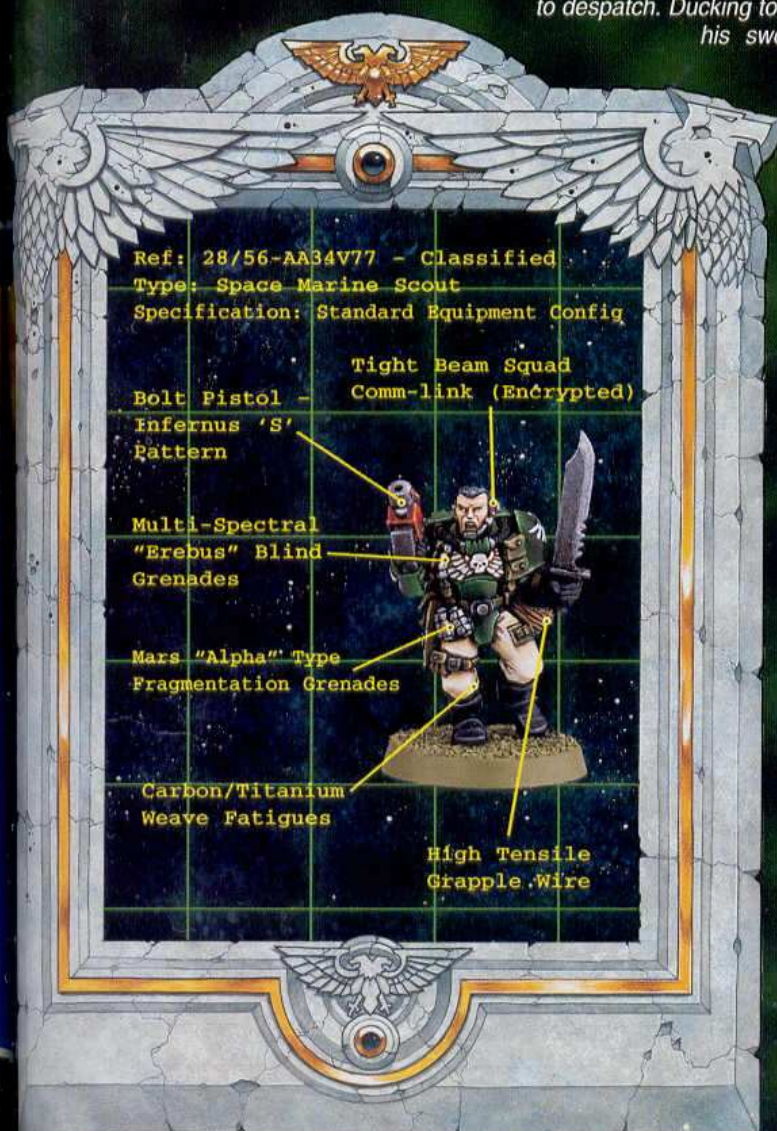 to despatch. Ducking to
his swo
Ref: 28/56-AA34V77 - Classified
Type: Space Marine Scout
Specification: Standard Equipment Config
Tight Beam Squad
Comm-link (Encrypted)
Bolt Pistol -
Infernus 'S'
Pattern
Multi-Spectral
"Erebus" Blind
Grenades
Mars "Alpha" Type
Fragmentation Grenades
Carbon/Titanium
Weave Fatigues
High Tensile
Grapple Wire